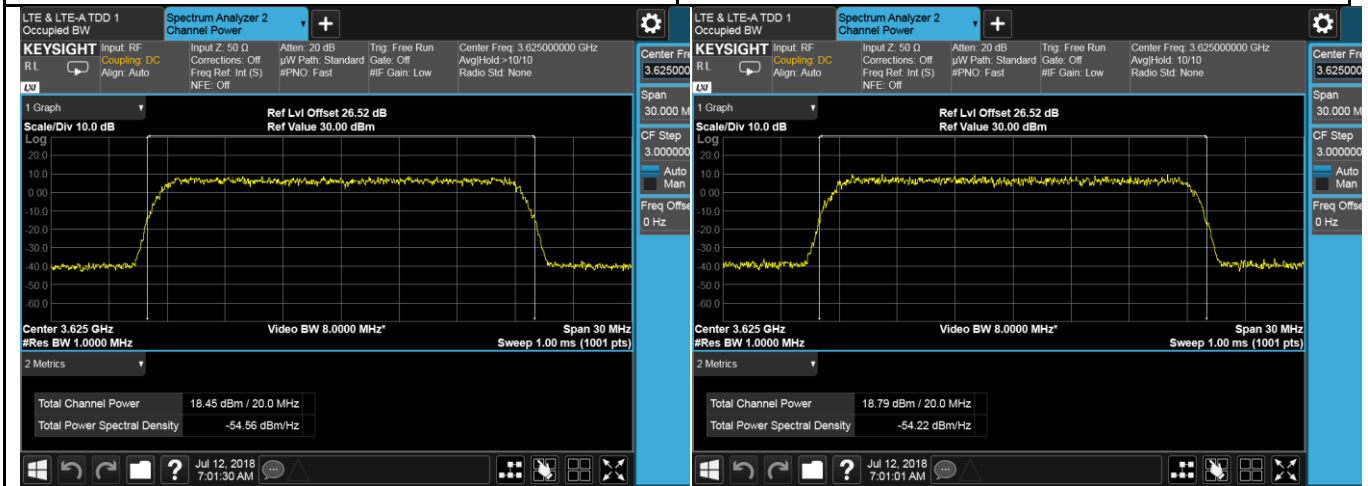 LTE & LTE-A TDD 1
Occupied BW
Spectrum Analyzer 2
Channel Power
KEYSIGHT
R L
LXI
Input: RF
Coupling: DC
Align: Auto
Input Z: 50 Ω
Corrections: Off
Freq Ref: Int (S)
NFE: Off
Atten: 20 dB
µW Path: Standard
#PNO: Fast
Trig: Free Run
Gate: Off
#IF Gain: Low
Center Freq: 3.625000000 GHz
Avg|Hold:>10/10
Radio Std: None
Center Fre
3.625000
Span
30.000 M
CF Step
3.000000
Auto
Man
Freq Offse
0 Hz
1 Graph
Scale/Div 10.0 dB
Ref Lvl Offset 26.52 dB
Ref Value 30.00 dBm
Log
20.0
10.0
0.00
-10.0
-20.0
-30.0
-40.0
-50.0
-60.0
Center 3.625 GHz
#Res BW 1.0000 MHz
Video BW 8.0000 MHz*
Span 30 MHz
Sweep 1.00 ms (1001 pts)
2 Metrics
Total Channel Power 18.45 dBm / 20.0 MHz
Total Power Spectral Density -54.56 dBm/Hz
?
Jul 12, 2018
7:01:30 AM
LTE & LTE-A TDD 1
Occupied BW
Spectrum Analyzer 2
Channel Power
KEYSIGHT
R L
LXI
Input: RF
Coupling: DC
Align: Auto
Input Z: 50 Ω
Corrections: Off
Freq Ref: Int (S)
NFE: Off
Atten: 20 dB
µW Path: Standard
#PNO: Fast
Trig: Free Run
Gate: Off
#IF Gain: Low
Center Freq: 3.625000000 GHz
Avg|Hold: 10/10
Radio Std: None
Center Fre
3.625000
Span
30.000 M
CF Step
3.000000
Auto
Man
Freq Offse
0 Hz
1 Graph
Scale/Div 10.0 dB
Ref Lvl Offset 26.52 dB
Ref Value 30.00 dBm
Log
20.0
10.0
0.00
-10.0
-20.0
-30.0
-40.0
-50.0
-60.0
Center 3.625 GHz
#Res BW 1.0000 MHz
Video BW 8.0000 MHz*
Span 30 MHz
Sweep 1.00 ms (1001 pts)
2 Metrics
Total Channel Power 18.79 dBm / 20.0 MHz
Total Power Spectral Density -54.22 dBm/Hz
?
Jul 12, 2018
7:01:01 AM